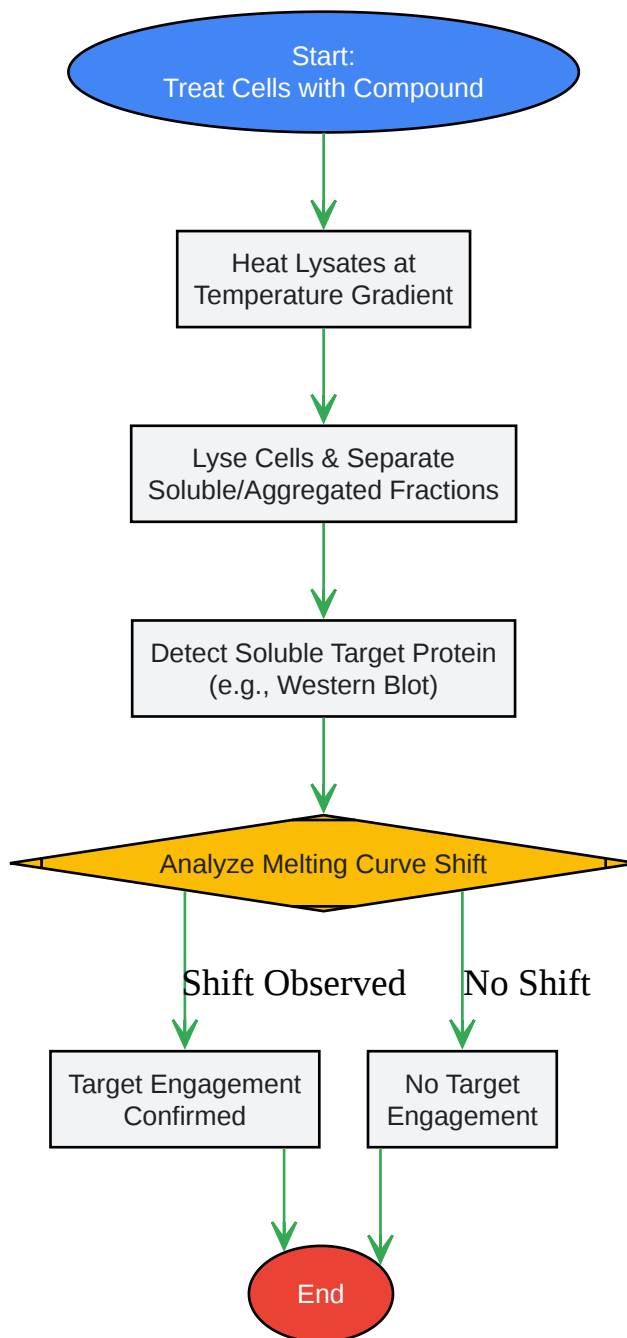 Start:
Treat Cells with Compound
Heat Lysates at
Temperature Gradient
Lyse Cells & Separate
Soluble/Aggregated Fractions
Detect Soluble Target Protein
(e.g., Western Blot)
Analyze Melting Curve Shift
Shift Observed
No Shift
Target Engagement
Confirmed
No Target
Engagement
End